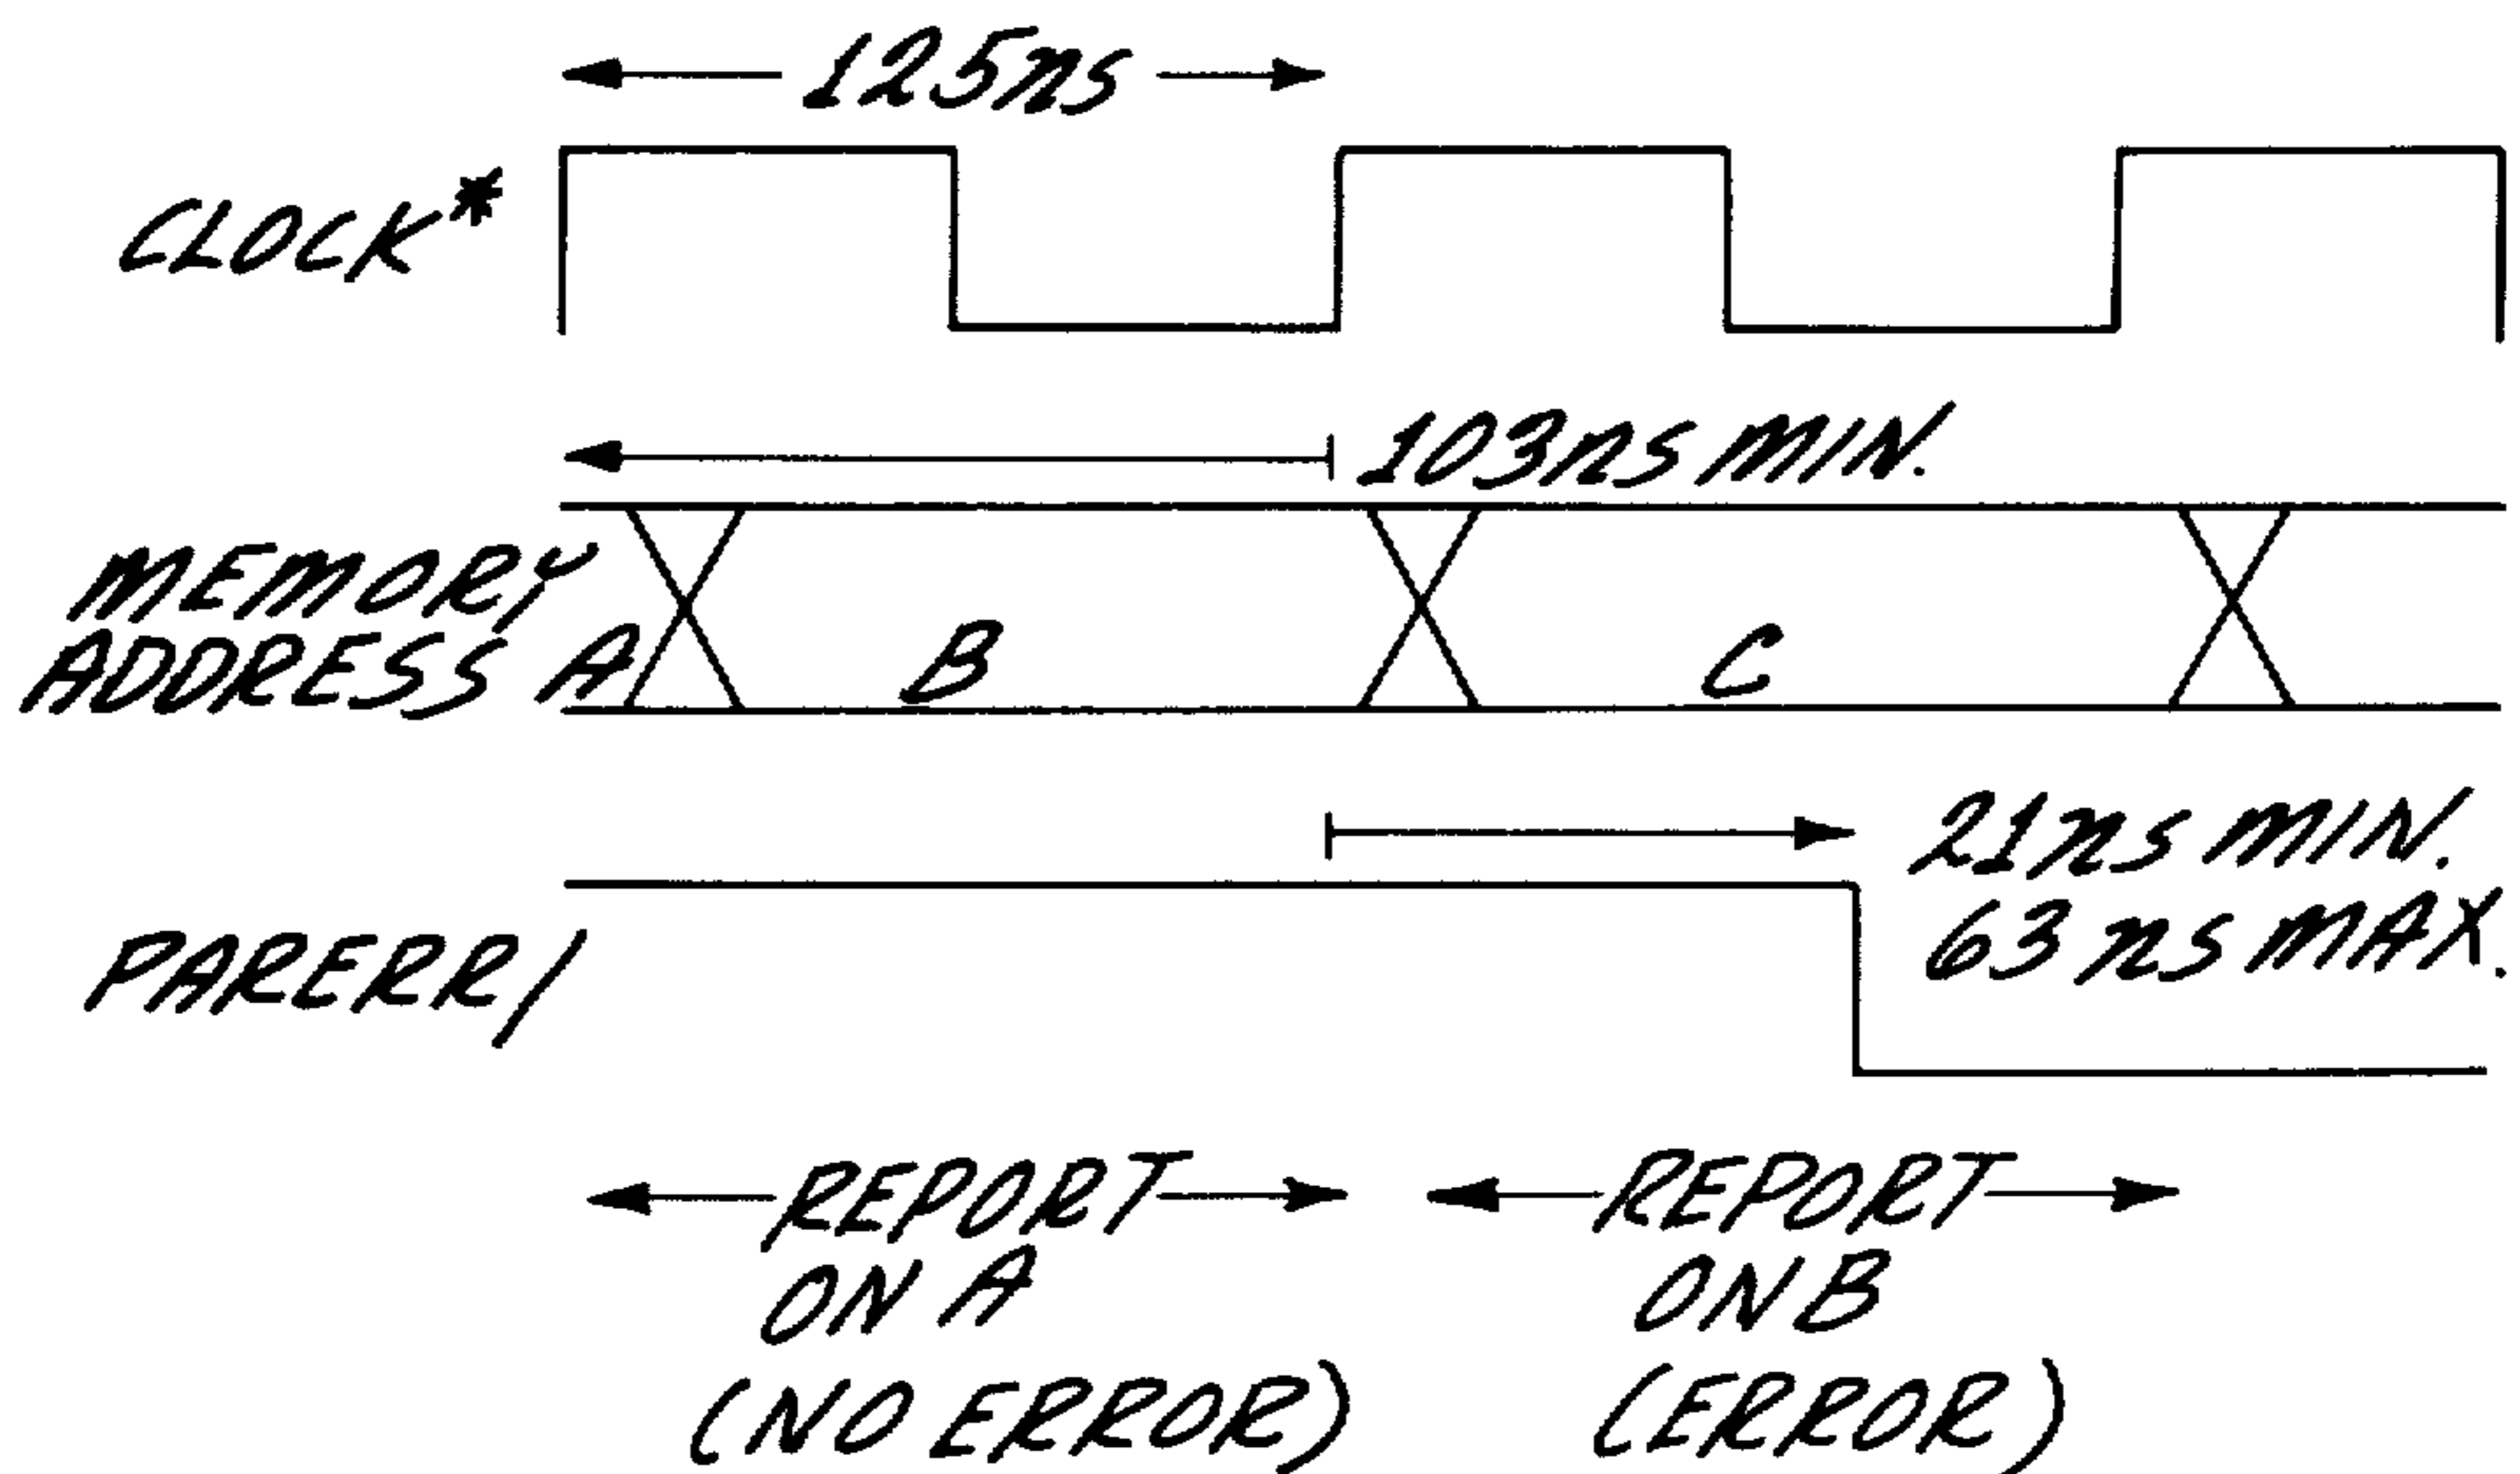 125ns
CLOCK*
103ns MIN.
MEMORY
ADDRESS A
B
C
21ns MIN.
63ns MAX.
PARERR/
REPORT
ON A
(NO ERROR)
REPORT
ON B
(ERROR)